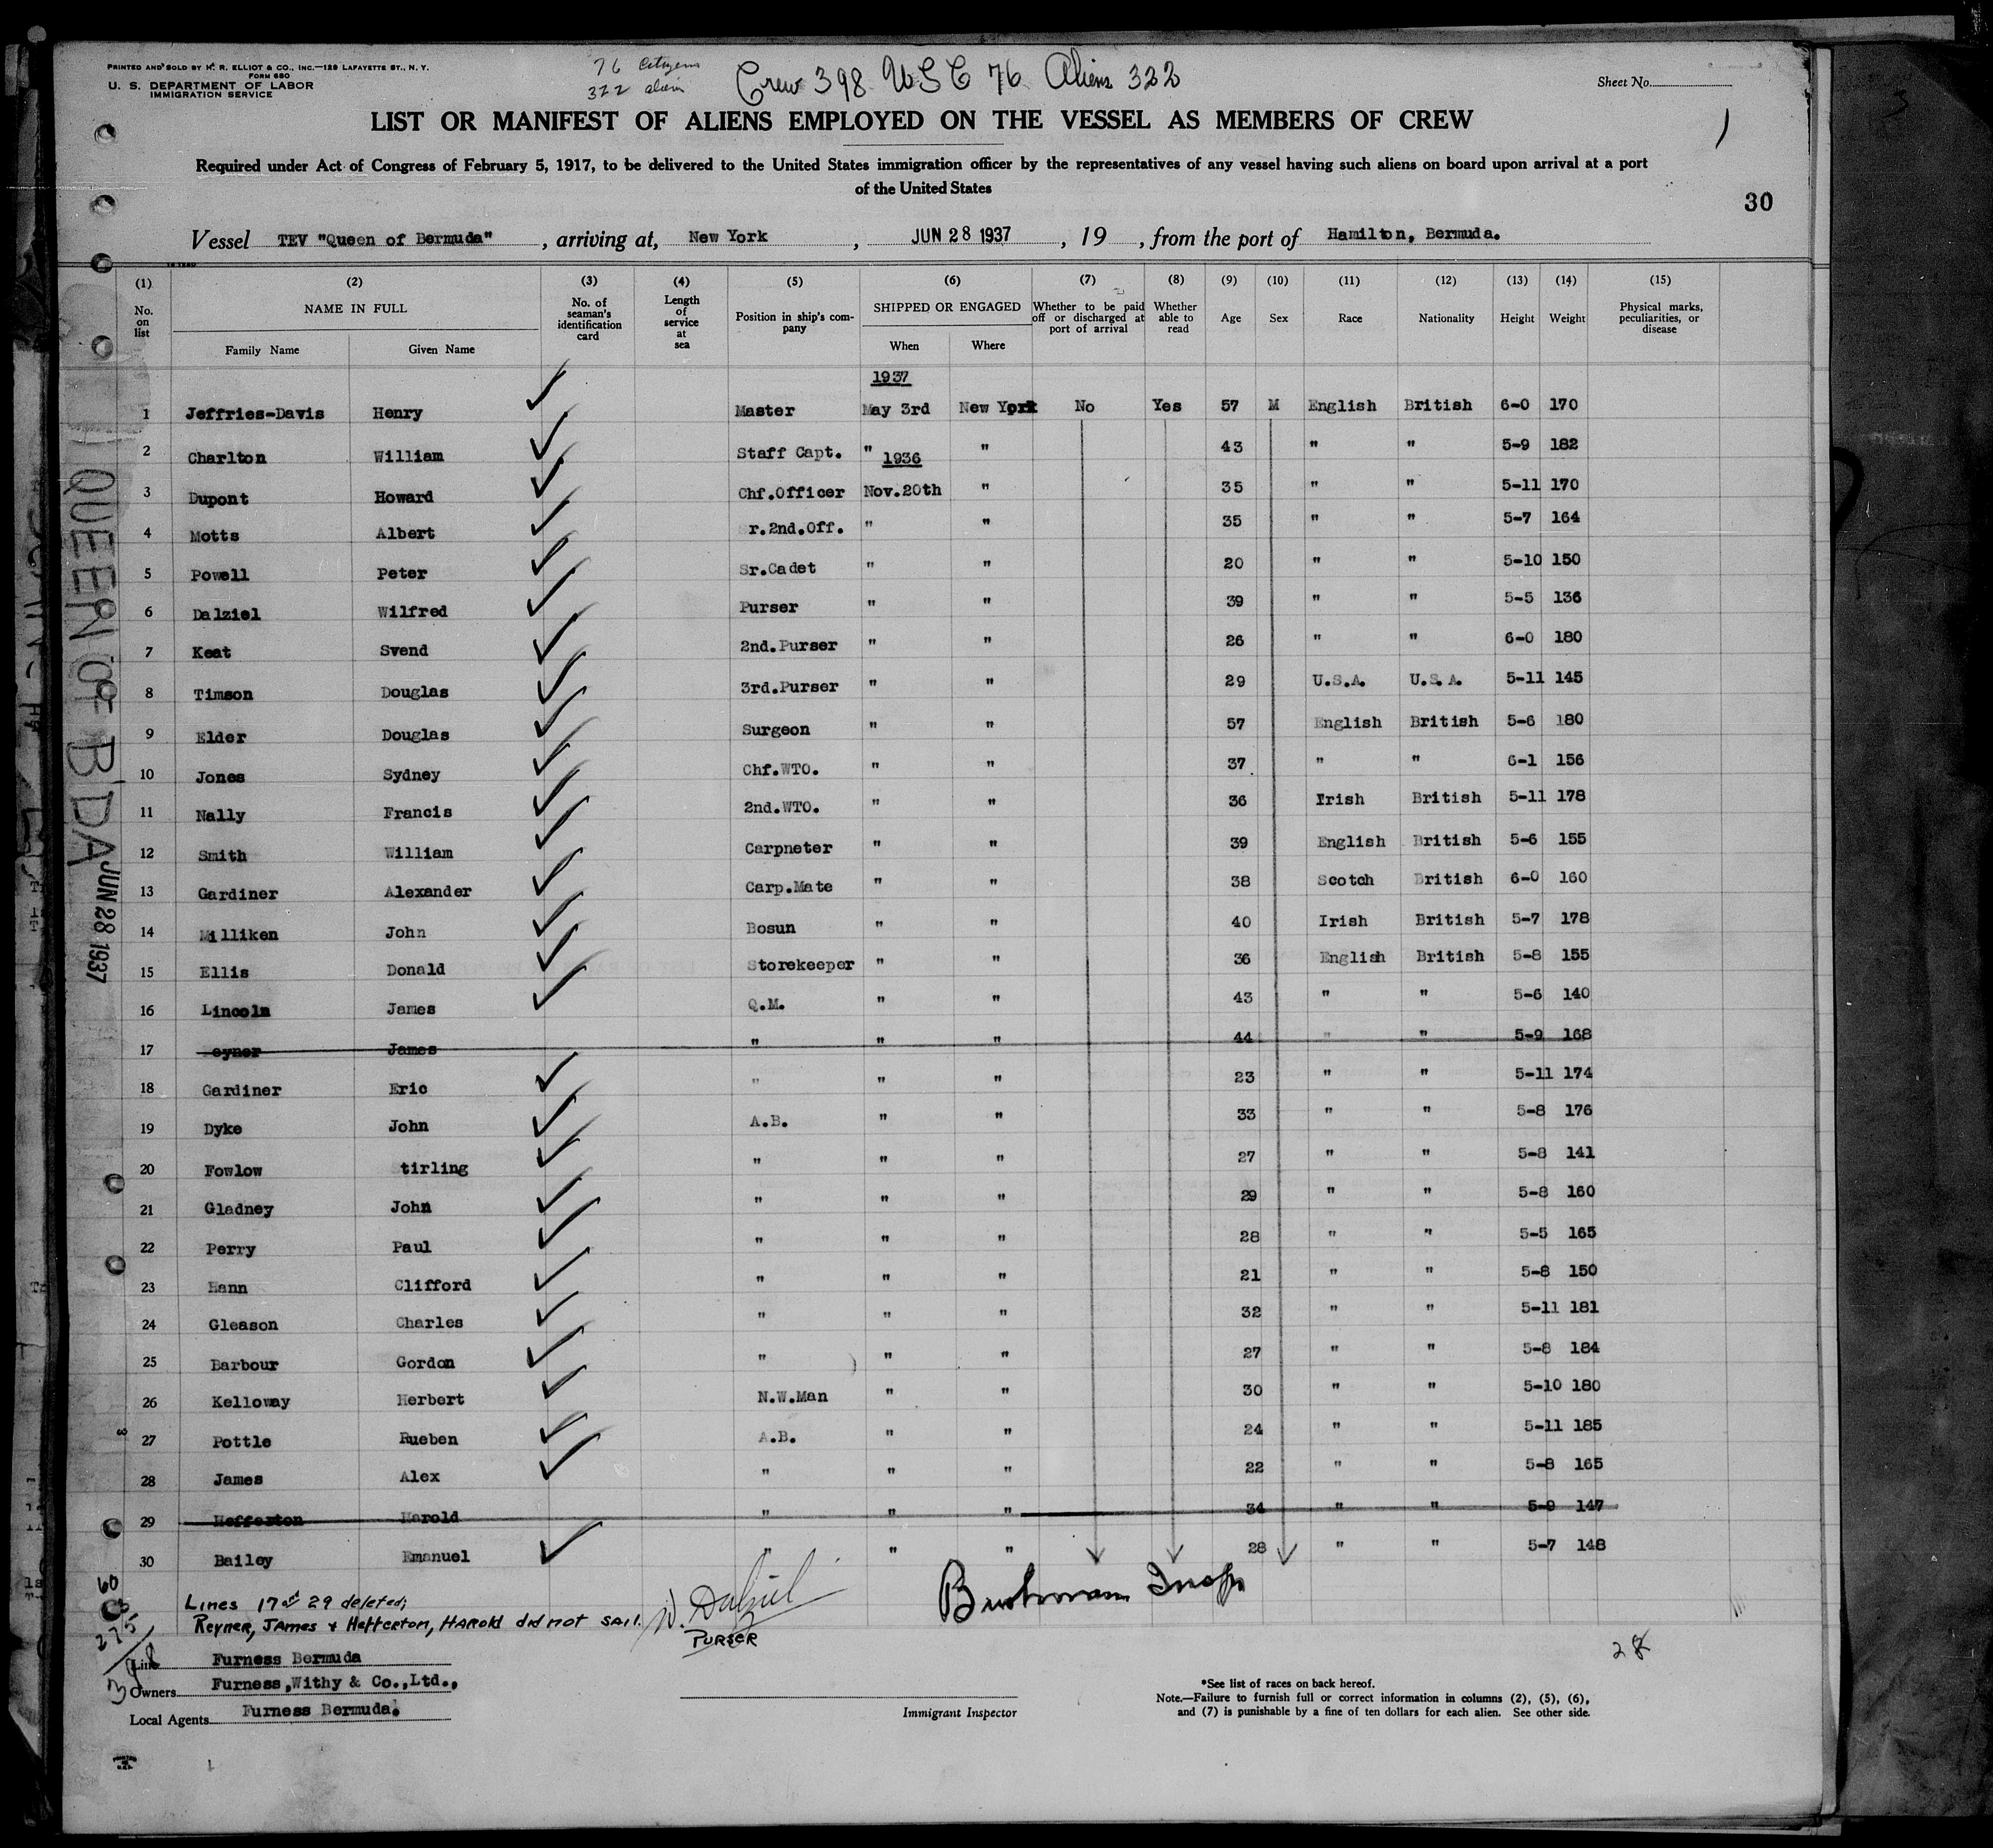 PRINTED AND SOLD BY H. R. ELLIOT & CO., INC.—129 LAFAYETTE ST., N. Y.
FORM 680
U. S. DEPARTMENT OF LABOR
IMMIGRATION SERVICE
76 Citizens
322 alien
Crew 398 USC 76 Aliens 322
Sheet No.
LIST OR MANIFEST OF ALIENS EMPLOYED ON THE VESSEL AS MEMBERS OF CREW
Required under Act of Congress of February 5, 1917, to be delivered to the United States immigration officer by the representatives of any vessel having such aliens on board upon arrival at a port
of the United States
30
Vessel TEV "Queen of Bermuda", arriving at, New York, JUN 28 1937, 19 , from the port of Hamilton, Bermuda.
(1) (2) (3) (4) (5) (6) (7) (8) (9) (10) (11) (12) (13) (14) (15)
No. on list NAME IN FULL Family Name Given Name No. of seaman's identification card Length of service at sea Position in ship's company SHIPPED OR ENGAGED When Where Whether to be paid off or discharged at port of arrival Whether able to read Age Sex Race Nationality Height Weight Physical marks, peculiarities, or disease
1937
1 Jeffries-Davis Henry Master May 3rd New York No Yes 57 M English British 6-0 170
2 Charlton William Staff Capt. " " 43 " " 5-9 182
1936
3 Dupont Howard Chf.Officer Nov.20th " 35 " " 5-11 170
4 Motts Albert r.2nd.Off. " " 35 " " 5-7 164
5 Powell Peter Sr.Cadet " " 20 " " 5-10 150
6 Dalziel Wilfred Purser " " 39 " " 5-5 136
7 Keat Svend 2nd.Purser " " 26 " " 6-0 180
8 Timson Douglas 3rd.Purser " " 29 U.S.A. U.S.A. 5-11 145
9 Elder Douglas Surgeon " " 57 English British 5-6 180
10 Jones Sydney Chf.WTO. " " 37 " " 6-1 156
11 Nally Francis 2nd.WTO. " " 36 Irish British 5-11 178
12 Smith William Carpneter " " 39 English British 5-6 155
13 Gardiner Alexander Carp.Mate " " 38 Scotch British 6-0 160
14 Milliken John Bosun " " 40 Irish British 5-7 178
15 Ellis Donald Storekeeper " " 36 English British 5-8 155
16 Lincoln James Q.M. " " 43 " " 5-6 140
17 eyner James " " " 44 " " 5-9 168
18 Gardiner Eric " " " 23 " " 5-11 174
19 Dyke John A.B. " " 33 " " 5-8 176
20 Fowlow tirling " " " 27 " " 5-8 141
21 Gladney John " " " 29 " " 5-8 160
22 Perry Paul " " " 28 " " 5-5 165
23 Hann Clifford " " " 21 " " 5-8 150
24 Gleason Charles " " " 32 " " 5-11 181
25 Barbour Gordon " " " 27 " " 5-8 184
26 Kelloway Herbert N.W.Man " " 30 " " 5-10 180
27 Pottle Rueben A.B. " " 24 " " 5-11 185
28 James Alex " " " 22 " " 5-8 165
29 Hefferton Harold " " " 34 " " 5-9 147
30 Bailey Emanuel " " " 28 " " 5-7 148
Lines 17 & 29 deleted;
Reyner, James & Hefferton, Harold did not sail.
W. Dalziel
PURSER
28
Line Furness Bermuda
Owners Furness,Withy & Co.,Ltd.,
Local Agents Furness Bermuda.
Immigrant Inspector
*See list of races on back hereof.
Note.—Failure to furnish full or correct information in columns (2), (5), (6),
and (7) is punishable by a fine of ten dollars for each alien. See other side.
QUEEN OF B'DA JUN 28 1937
60
275